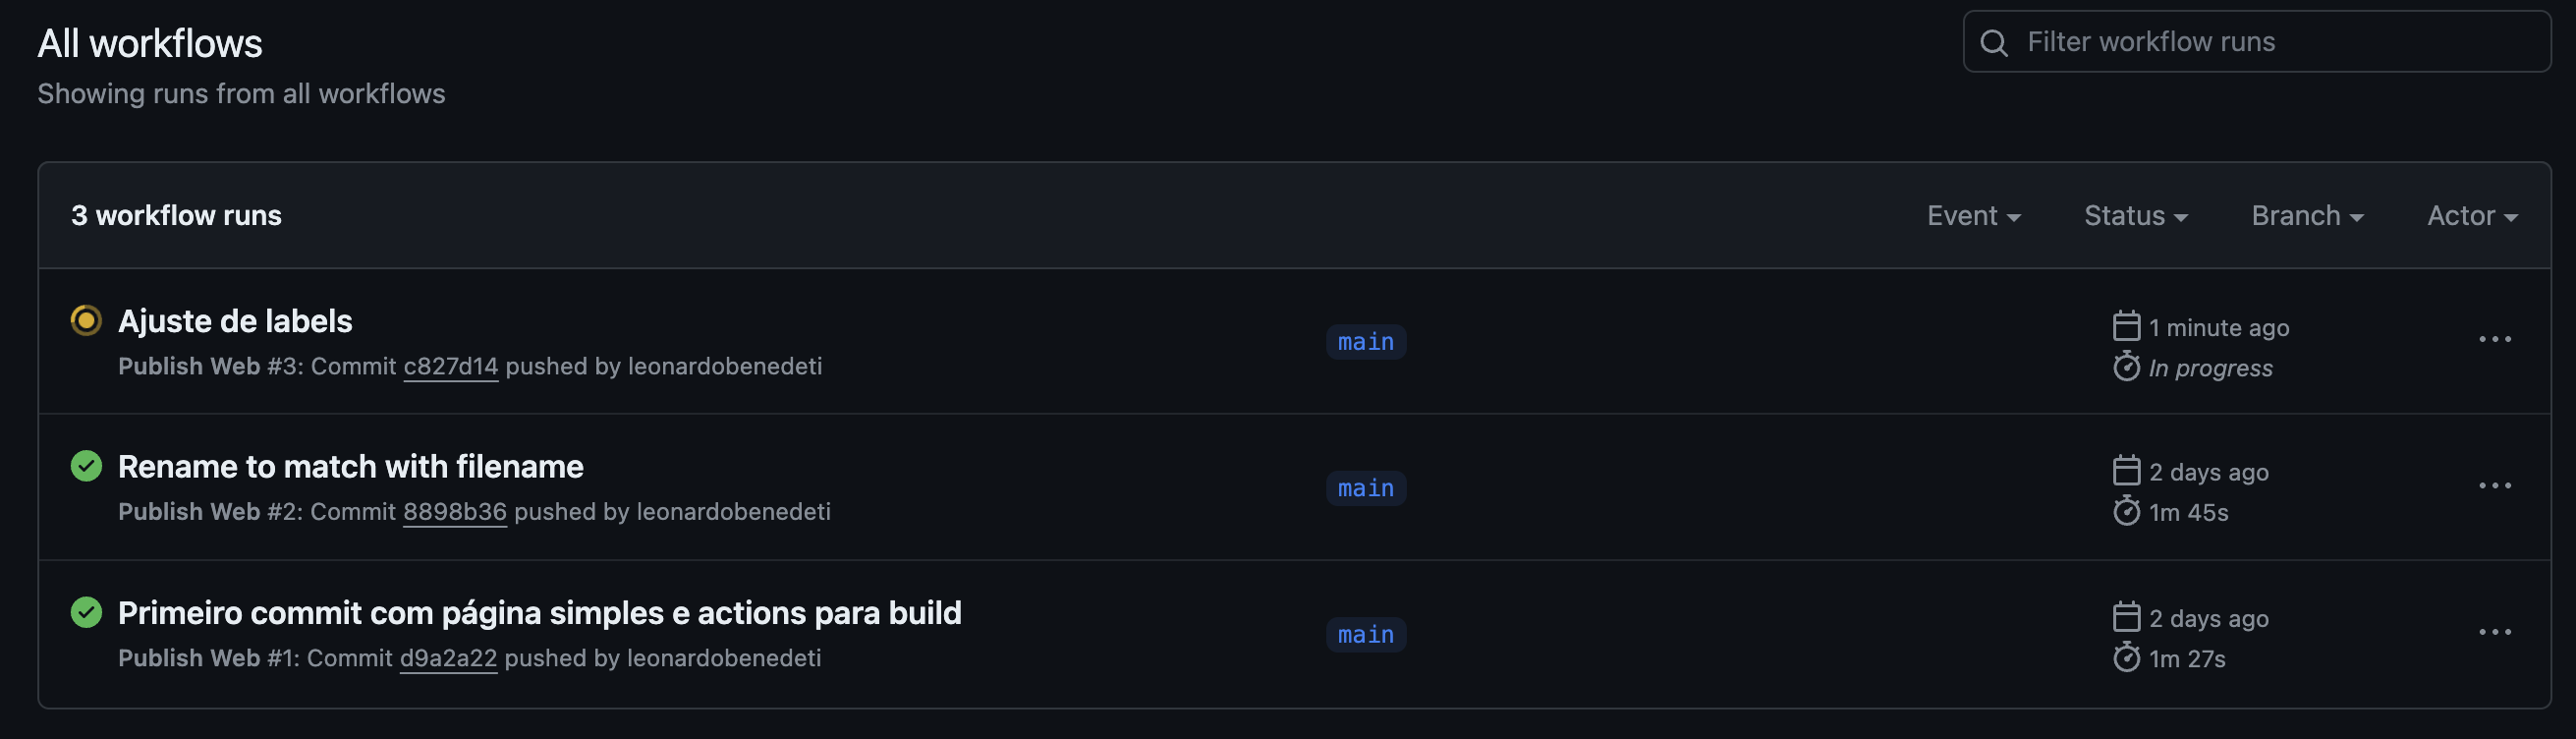 All workflows
Filter workflow runs
Showing runs from all workflows
3 workflow runs
Event
Status
Branch
Actor
Ajuste de labels
Publish Web #3: Commit c827d14 pushed by leonardobenedeti
main
1 minute ago
In progress
Rename to match with filename
Publish Web #2: Commit 8898b36 pushed by leonardobenedeti
main
2 days ago
1m 45s
Primeiro commit com página simples e actions para build
Publish Web #1: Commit d9a2a22 pushed by leonardobenedeti
main
2 days ago
1m 27s